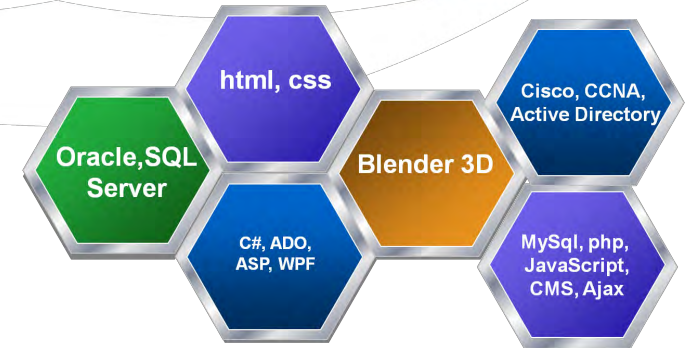 html, css
Cisco, CCNA,
Active Directory
Oracle,SQL
Server
Blender 3D
C#, ADO,
ASP, WPF
MySql, php,
JavaScript,
CMS, Ajax